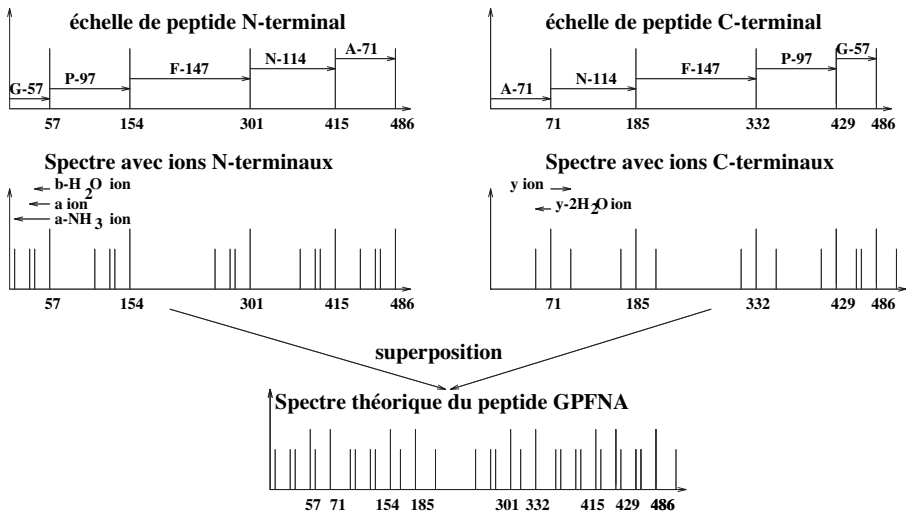 échelle de peptide N-terminal
A-71
N-114
F-147
P-97
G-57
57 154 301 415 486
échelle de peptide C-terminal
G-57
P-97
F-147
N-114
A-71
71 185 332 429 486
Spectre avec ions N-terminaux
b-H2O ion
a ion
a-NH3 ion
57 154 301 415 486
Spectre avec ions C-terminaux
y ion
y-2H2O ion
71 185 332 429 486
superposition
Spectre théorique du peptide GPFNA
57 71 154 185 301 332 415 429 486